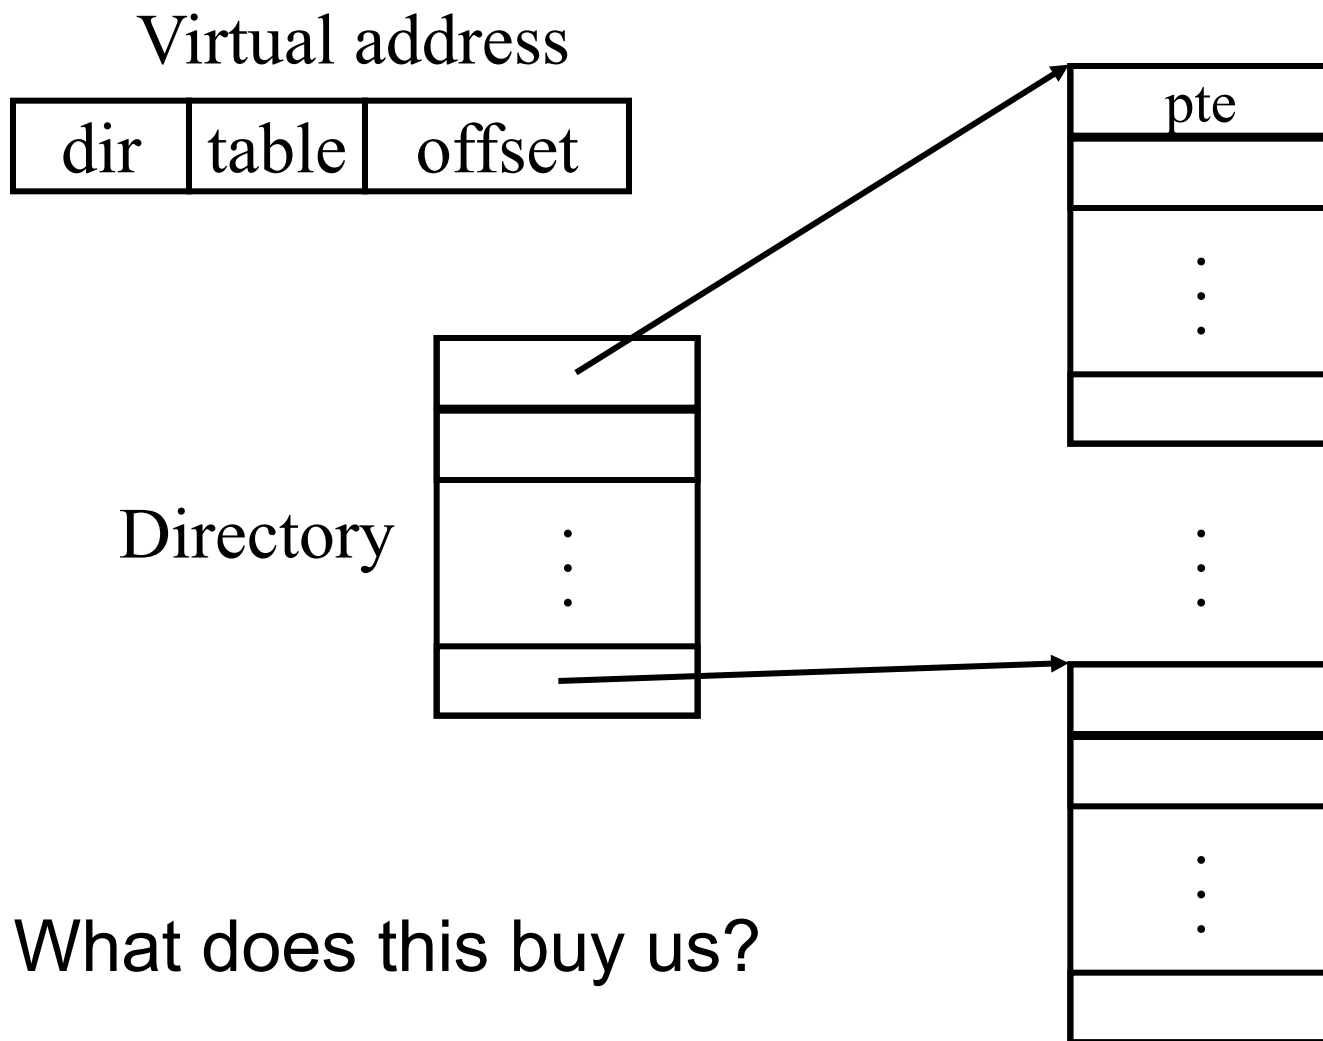 Virtual address
dir table offset
pte
Directory
What does this buy us?